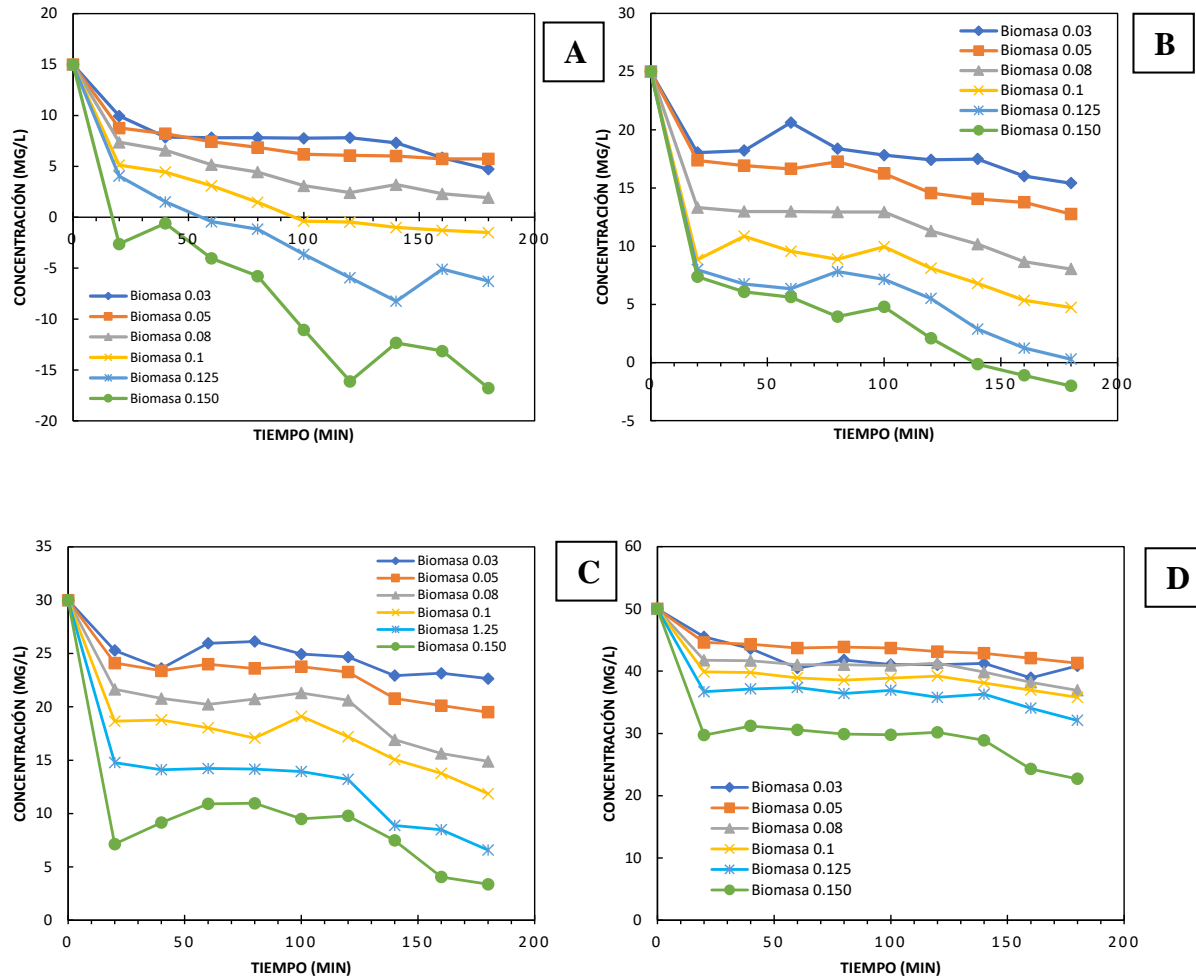 A
CONCENTRACIÓN (MG/L)
20
15
10
5
0
-5
-10
-15
-20
0
50
100
150
200
Biomasa 0.03
Biomasa 0.05
Biomasa 0.08
Biomasa 0.1
Biomasa 0.125
Biomasa 0.150
TIEMPO (MIN)
B
CONCENTRACIÓN (MG/L)
30
25
20
15
10
5
0
-5
0
50
100
150
200
Biomasa 0.03
Biomasa 0.05
Biomasa 0.08
Biomasa 0.1
Biomasa 0.125
Biomasa 0.150
TIEMPO (MIN)
C
CONCENTRACIÓN (MG/L)
35
30
25
20
15
10
5
0
0
50
100
150
200
Biomasa 0.03
Biomasa 0.05
Biomasa 0.08
Biomasa 0.1
Biomasa 1.25
Biomasa 0.150
TIEMPO (MIN)
D
CONCENTRACIÓN (MG/L)
60
50
40
30
20
10
0
0
50
100
150
200
Biomasa 0.03
Biomasa 0.05
Biomasa 0.08
Biomasa 0.1
Biomasa 0.125
Biomasa 0.150
TIEMPO (MIN)